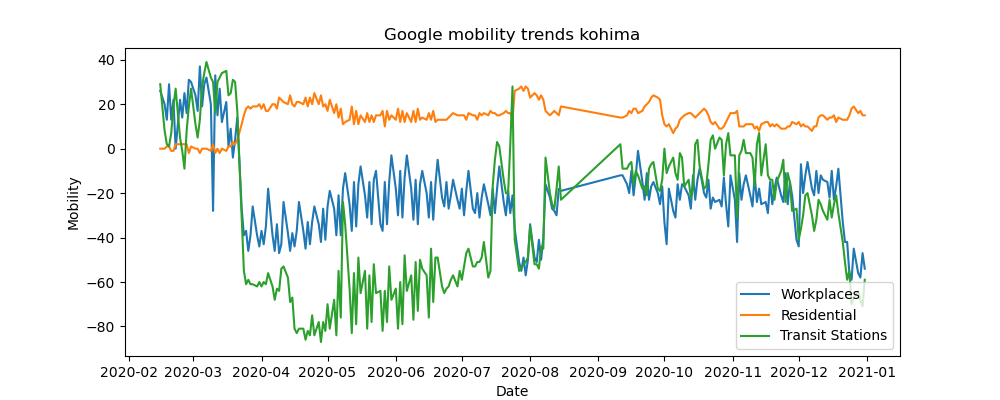 Google mobility trends kohima
Mobility
40
20
0
−20
−40
−60
−80
Workplaces
Residential
Transit Stations
2020-02 2020-03 2020-04 2020-05 2020-06 2020-07 2020-08 2020-09 2020-10 2020-11 2020-12 2021-01
Date